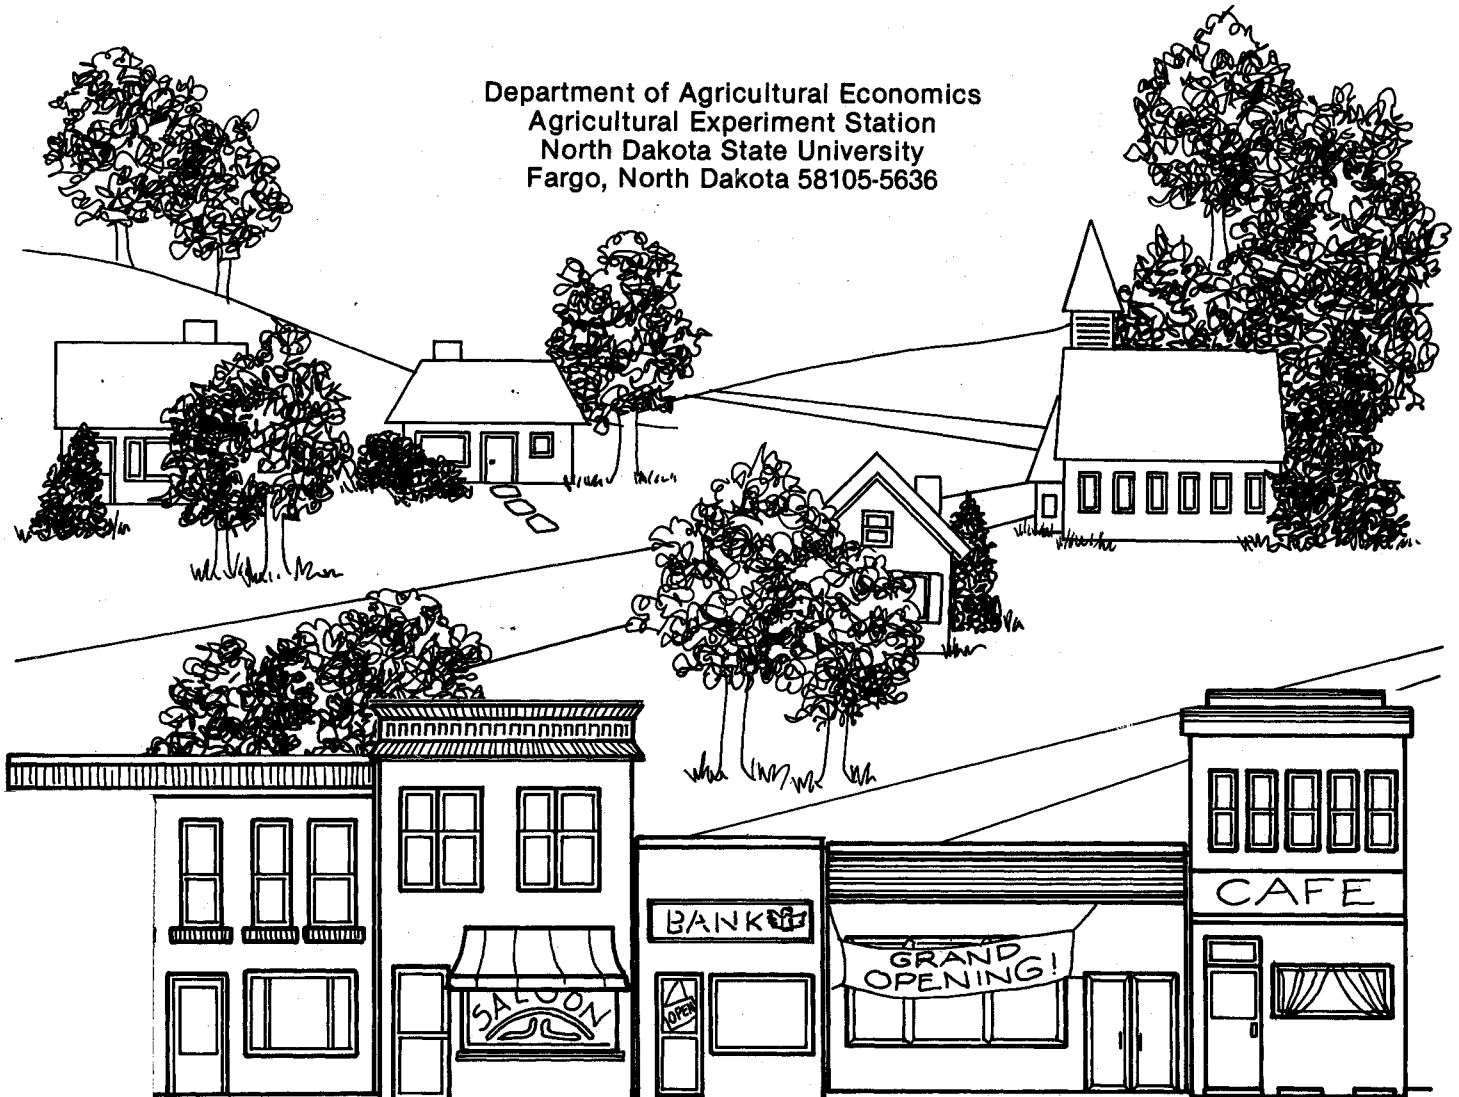 Department of Agricultural Economics
Agricultural Experiment Station
North Dakota State University
Fargo, North Dakota 58105-5636
CAFE
BANK
GRAND
OPENING!
SALOON
OPEN